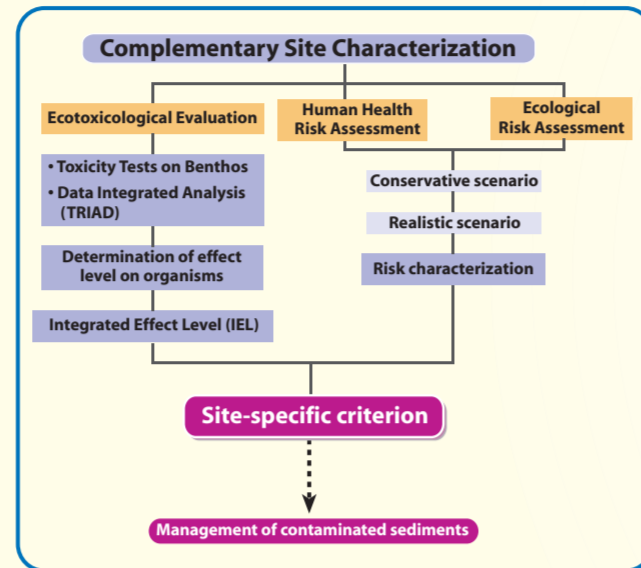 Complementary Site Characterization
Ecotoxicological Evaluation
Human Health
Risk Assessment
Ecological
Risk Assessment
• Toxicity Tests on Benthos
• Data Integrated Analysis
(TRIAD)
Determination of effect
level on organisms
Integrated Effect Level (IEL)
Conservative scenario
Realistic scenario
Risk characterization
Site-specific criterion
Management of contaminated sediments